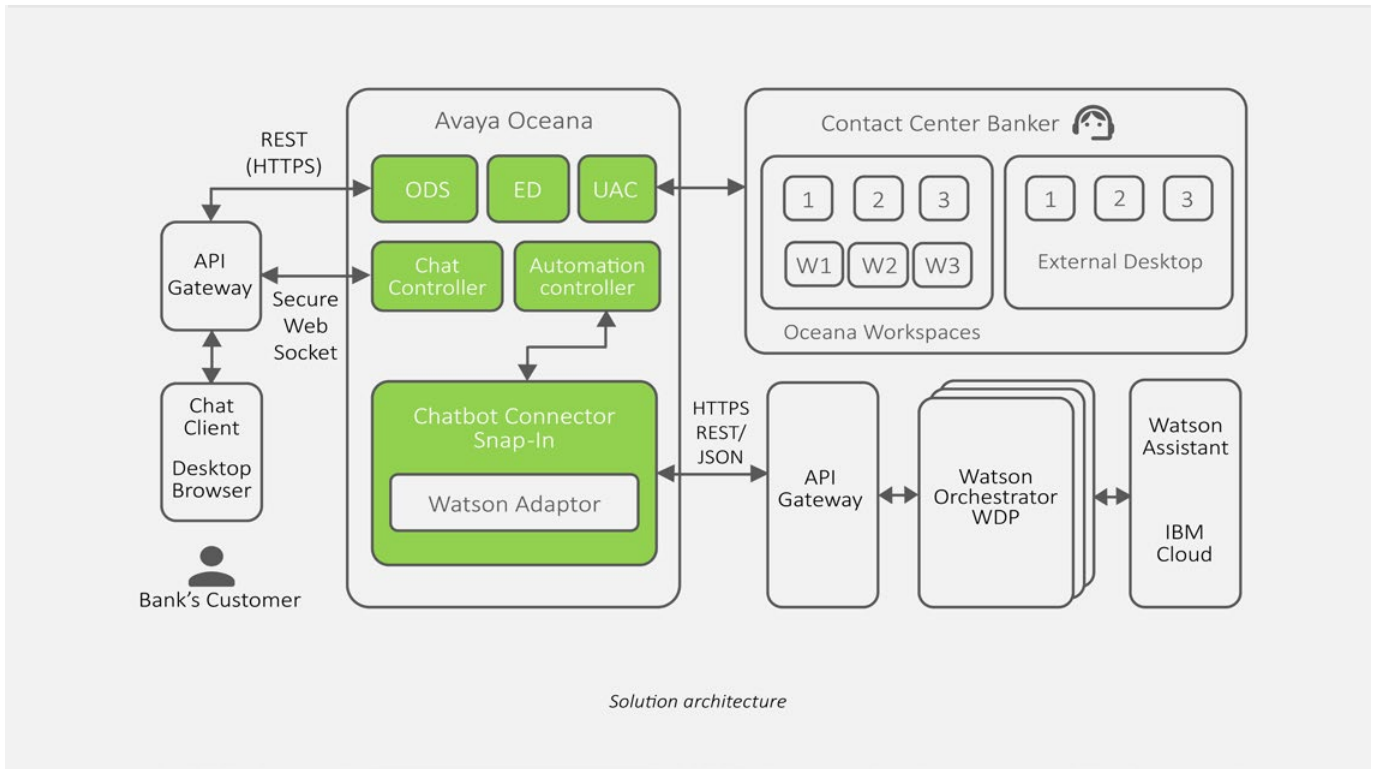 Avaya Oceana
REST
(HTTPS)
ODS
ED
UAC
Chat
Controller
Automation
controller
API
Gateway
Secure
Web
Socket
Chat
Client
Desktop
Browser
Bank's Customer
Chatbot Connector
Snap-In
Watson Adaptor
Contact Center Banker
1
2
3
W1
W2
W3
Oceana Workspaces
1
2
3
External Desktop
HTTPS
REST/
JSON
API
Gateway
Watson
Orchestrator
WDP
Watson
Assistant
IBM
Cloud
Solution architecture